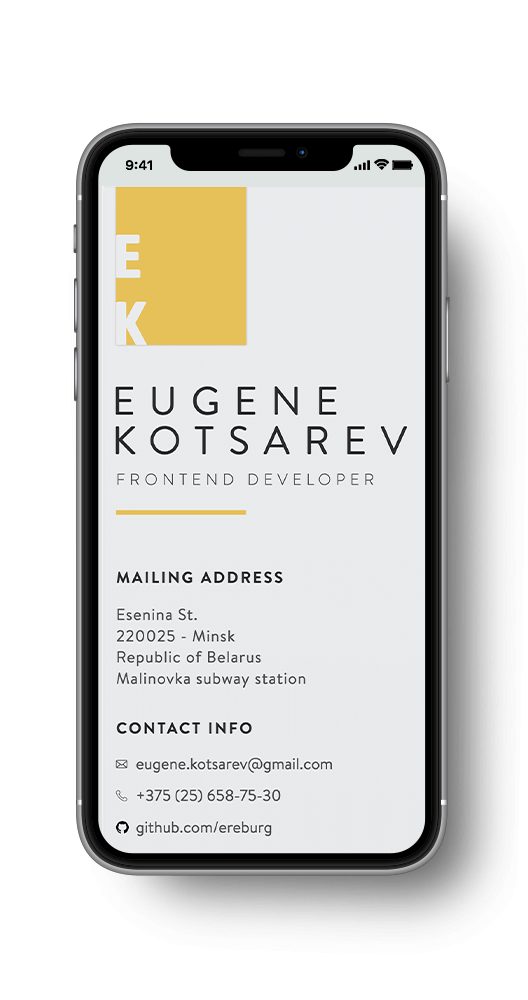 9:41
E
K
EUGENE
KOTSAREV
FRONTEND DEVELOPER
MAILING ADDRESS
Esenina St.
220025 - Minsk
Republic of Belarus
Malinovka subway station
CONTACT INFO
eugene.kotsarev@gmail.com
+375 (25) 658-75-30
github.com/ereburg